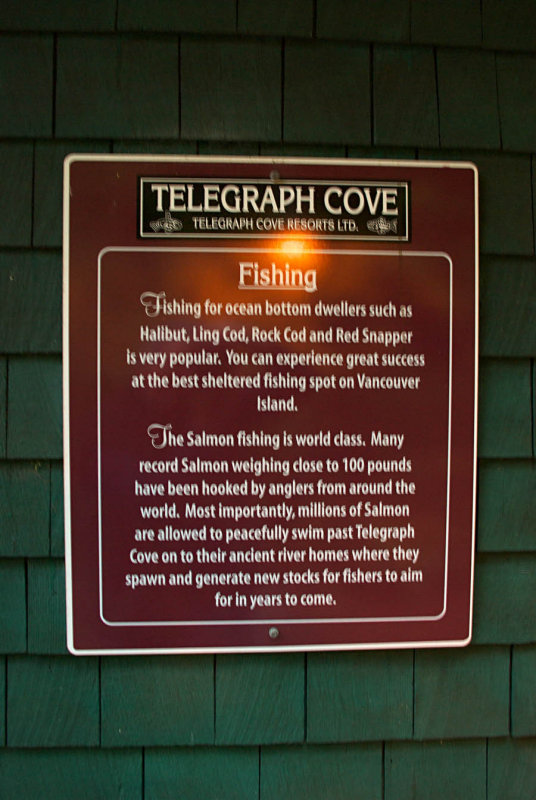 TELEGRAPH COVE
TELEGRAPH COVE RESORTS LTD.
Fishing
Fishing for ocean bottom dwellers such as
Halibut, Ling Cod, Rock Cod and Red Snapper
is very popular. You can experience great success
at the best sheltered fishing spot on Vancouver
Island.
The Salmon fishing is world class. Many
record Salmon weighing close to 100 pounds
have been hooked by anglers from around the
world. Most importantly, millions of Salmon
are allowed to peacefully swim past Telegraph
Cove on to their ancient river homes where they
spawn and generate new stocks for fishers to aim
for in years to come.